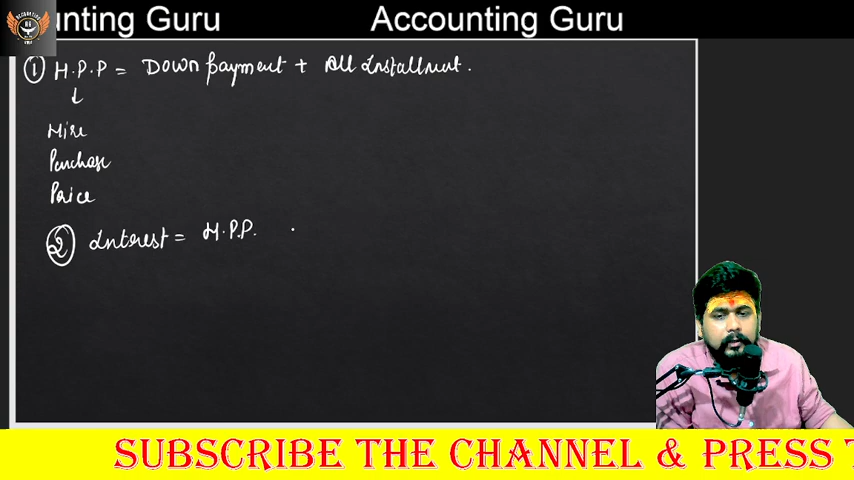 unting Guru Accounting Guru
① H.P.P = Down payment + All Installment.
↓
Hire
Purchase
Price
② Interest = H.P.P.
SUBSCRIBE THE CHANNEL & PRESS T